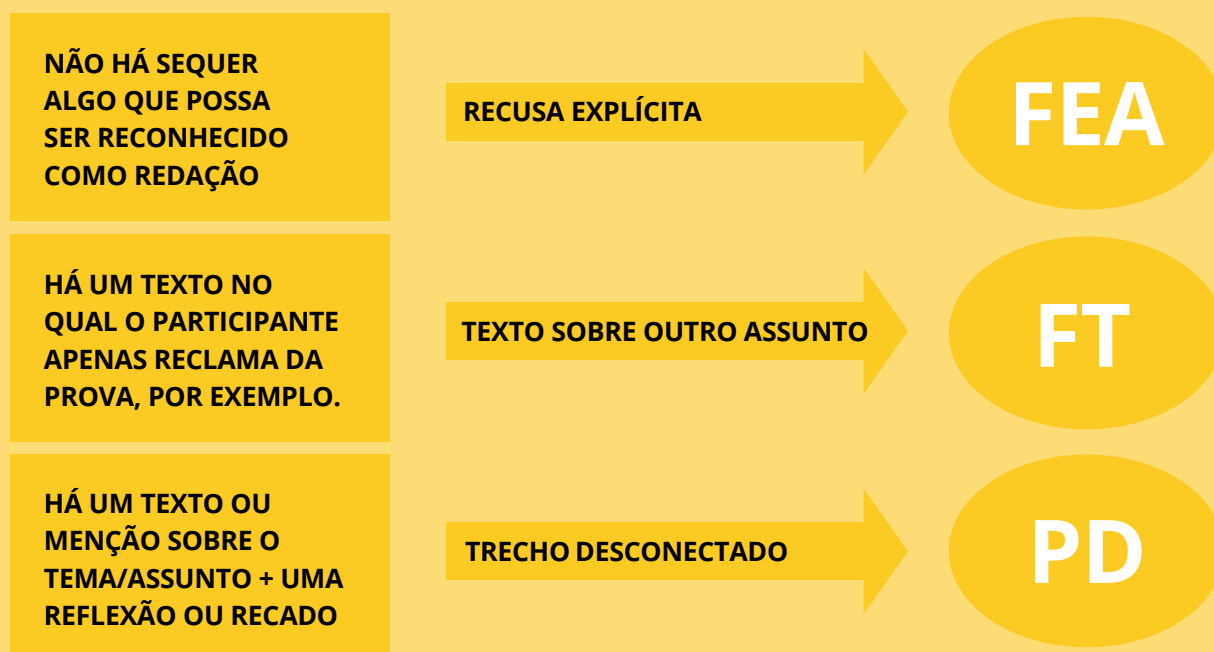 NÃO HÁ SEQUER
ALGO QUE POSSA
SER RECONHECIDO
COMO REDAÇÃO
RECUSA EXPLÍCITA
FEA
HÁ UM TEXTO NO
QUAL O PARTICIPANTE
APENAS RECLAMA DA
PROVA, POR EXEMPLO.
TEXTO SOBRE OUTRO ASSUNTO
FT
HÁ UM TEXTO OU
MENÇÃO SOBRE O
TEMA/ASSUNTO + UMA
REFLEXÃO OU RECADO
TRECHO DESCONECTADO
PD